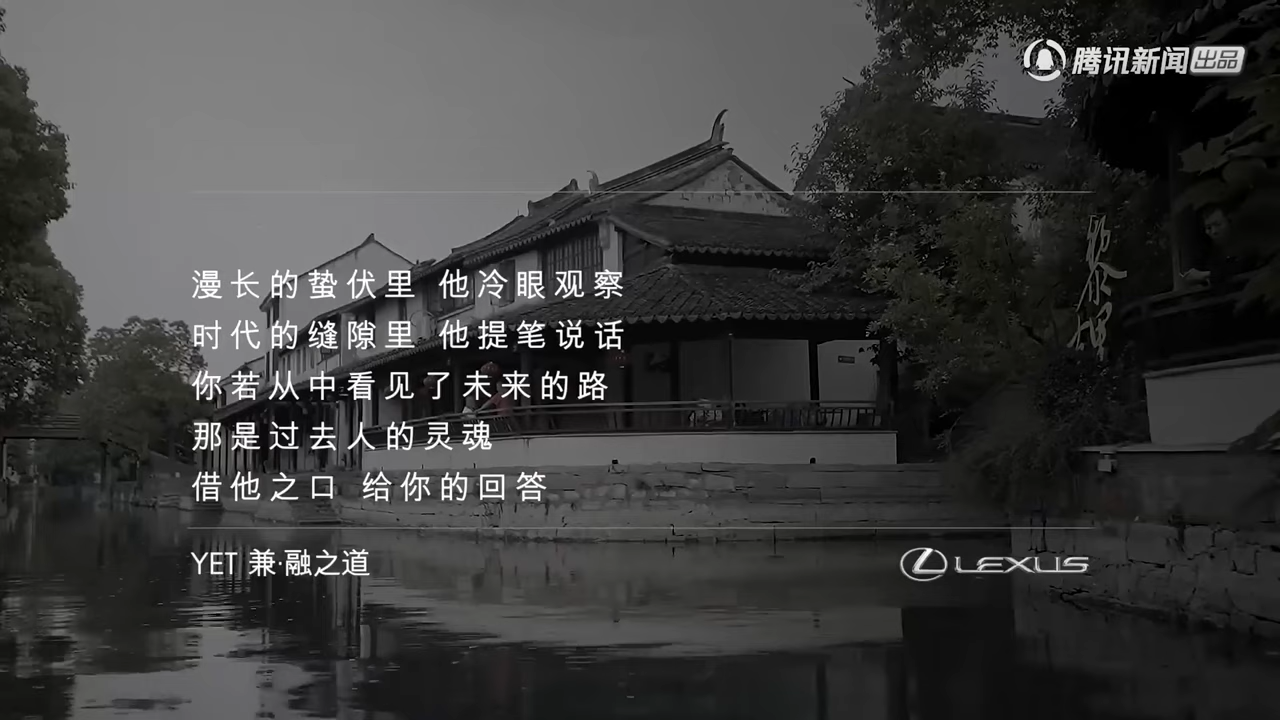 腾讯新闻 出品
黎里
漫长的蛰伏里 他冷眼观察
时代的缝隙里 他提笔说话
你若从中看见了未来的路
那是过去人的灵魂
借他之口 给你的回答
YET 兼·融之道
LEXUS